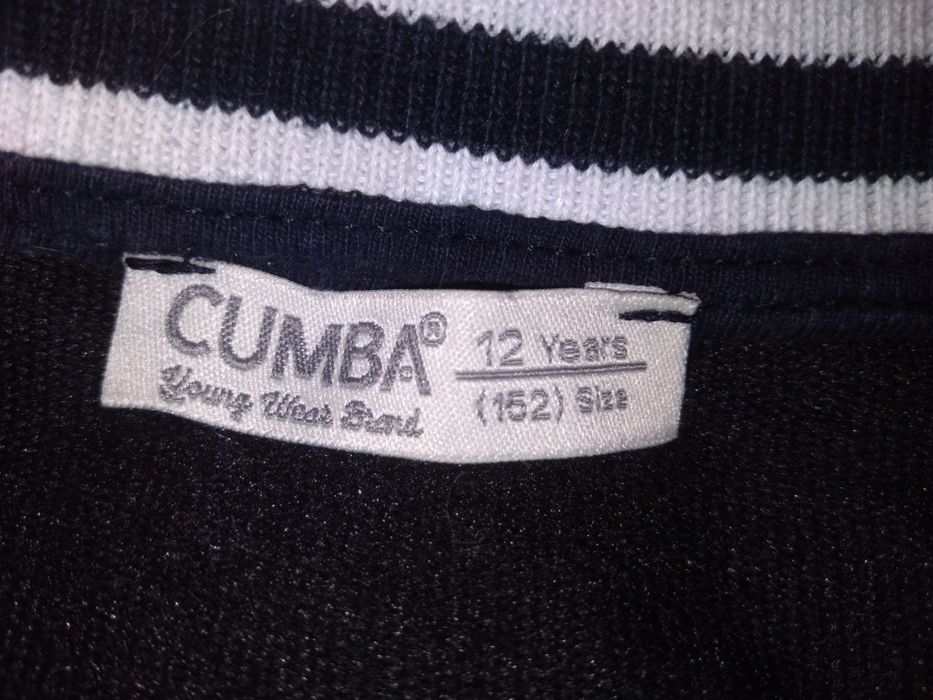 CUMBA®
Young Wear Brand
12 Years
(152) Size